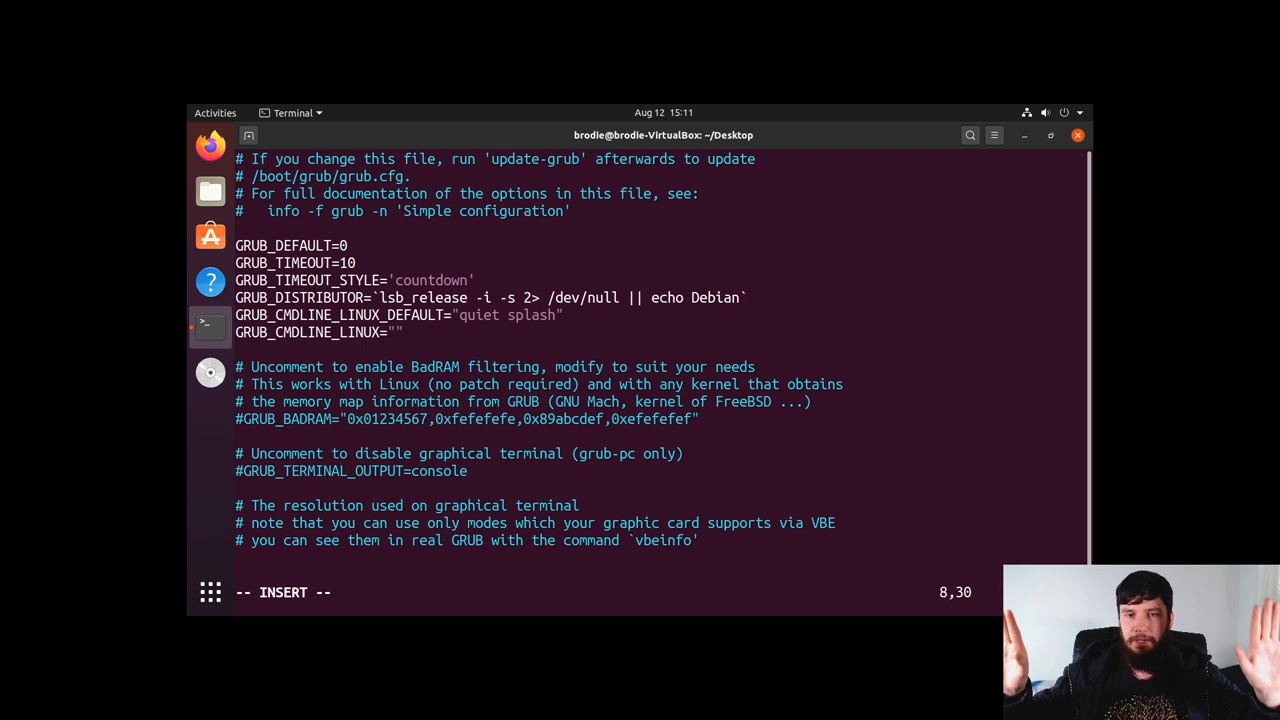 Activities
Terminal
Aug 12 15:11
brodie@brodie-VirtualBox: ~/Desktop
# If you change this file, run 'update-grub' afterwards to update
# /boot/grub/grub.cfg.
# For full documentation of the options in this file, see:
#   info -f grub -n 'Simple configuration'
GRUB_DEFAULT=0
GRUB_TIMEOUT=10
GRUB_TIMEOUT_STYLE='countdown'
GRUB_DISTRIBUTOR=`lsb_release -i -s 2> /dev/null || echo Debian`
GRUB_CMDLINE_LINUX_DEFAULT="quiet splash"
GRUB_CMDLINE_LINUX=""
# Uncomment to enable BadRAM filtering, modify to suit your needs
# This works with Linux (no patch required) and with any kernel that obtains
# the memory map information from GRUB (GNU Mach, kernel of FreeBSD ...)
#GRUB_BADRAM="0x01234567,0xfefefefe,0x89abcdef,0xefefefef"
# Uncomment to disable graphical terminal (grub-pc only)
#GRUB_TERMINAL_OUTPUT=console
# The resolution used on graphical terminal
# note that you can use only modes which your graphic card supports via VBE
# you can see them in real GRUB with the command `vbeinfo'
-- INSERT --
8,30